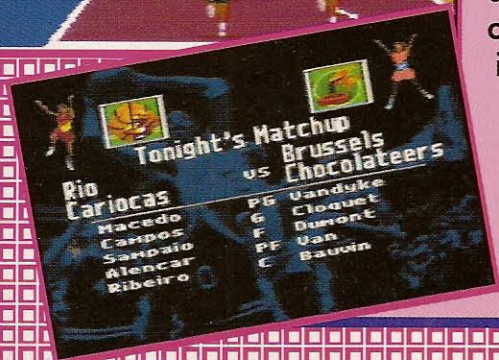 Tonight's Matchup
Rio Cariocas vs Brussels Chocolateers
Macedo PG Vandyke
Campos G Cloquet
Sampaio F Dumont
Alencar PF Van
Ribeiro C Bauwin